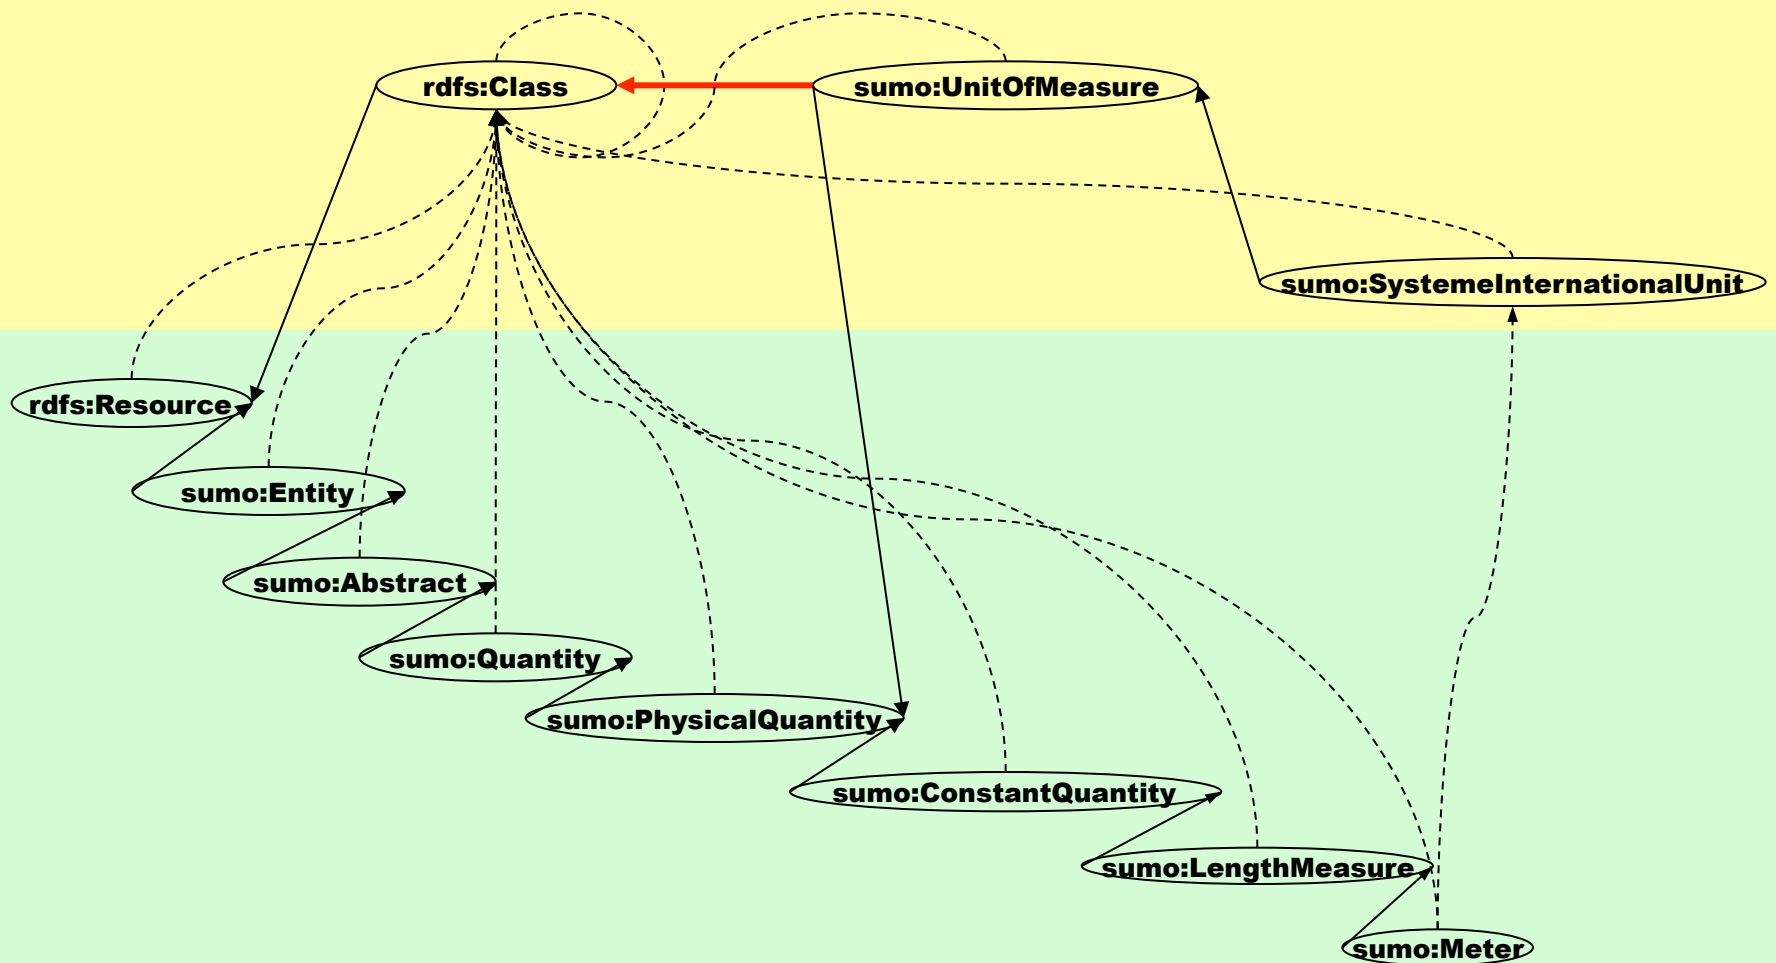 rdfs:Class
sumo:UnitOfMeasure
sumo:SystemeInternationalUnit
rdfs:Resource
sumo:Entity
sumo:Abstract
sumo:Quantity
sumo:PhysicalQuantity
sumo:ConstantQuantity
sumo:LengthMeasure
sumo:Meter